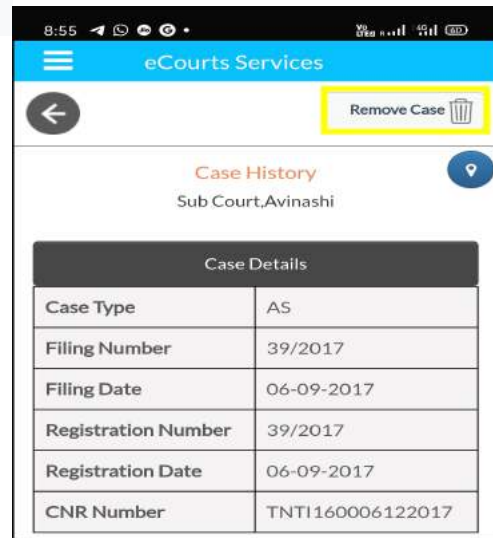 8:55
eCourts Services
Remove Case
Case History
Sub Court,Avinashi
Case Details
Case Type AS
Filing Number 39/2017
Filing Date 06-09-2017
Registration Number 39/2017
Registration Date 06-09-2017
CNR Number TNTI160006122017